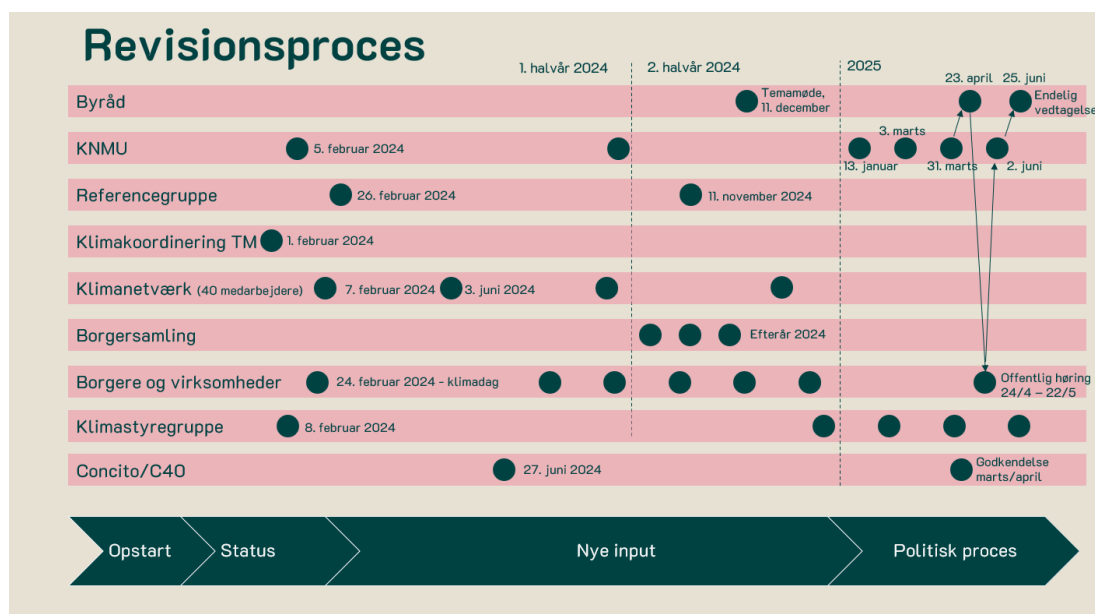 Revisionsproces
1. halvår 2024
2. halvår 2024
2025
23. april
25. juni
Byråd
Temamøde,
11. december
Endelig
vedtagelse
KNMU
5. februar 2024
3. marts
13. januar
31. marts
2. juni
Referencegruppe
26. februar 2024
11. november 2024
Klimakoordinering TM
1. februar 2024
Klimanetværk (40 medarbejdere)
7. februar 2024
3. juni 2024
Borgersamling
Efterår 2024
Borgere og virksomheder
24. februar 2024 - klimadag
Offentlig høring
24/4 – 22/5
Klimastyregruppe
8. februar 2024
Concito/C40
27. juni 2024
Godkendelse
marts/april
Opstart
Status
Nye input
Politisk proces